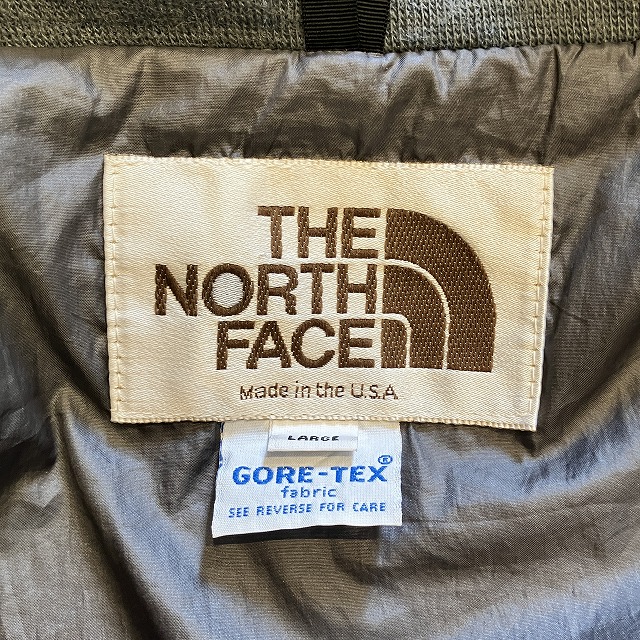 THE
NORTH
FACE
Made in the U.S.A
LARGE
GORE-TEX®
fabric
SEE REVERSE FOR CARE